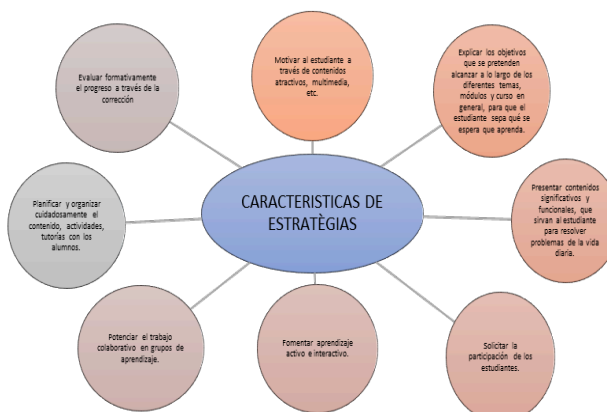 CARACTERISTICAS DE
ESTRATÈGIAS
Motivar al estudiante a
través de contenidos
atractivos, multimedia,
etc.
Explicar los objetivos
que se pretenden
alcanzar a lo largo de los
diferentes temas,
módulos y curso en
general, para que el
estudiante sepa qué se
espera que aprenda.
Presentar contenidos
significativos y
funcionales, que
sirvan al estudiante
para resolver
problemas de la vida
diaria.
Solicitar la
participación de los
estudiantes.
Fomentar aprendizaje
activo e interactivo.
Potenciar el trabajo
colaborativo en grupos de
aprendizaje.
Planificar y organizar
cuidadosamente el
contenido, actividades,
tutorías con los
alumnos.
Evaluar formativamente
el progreso a través de la
corrección